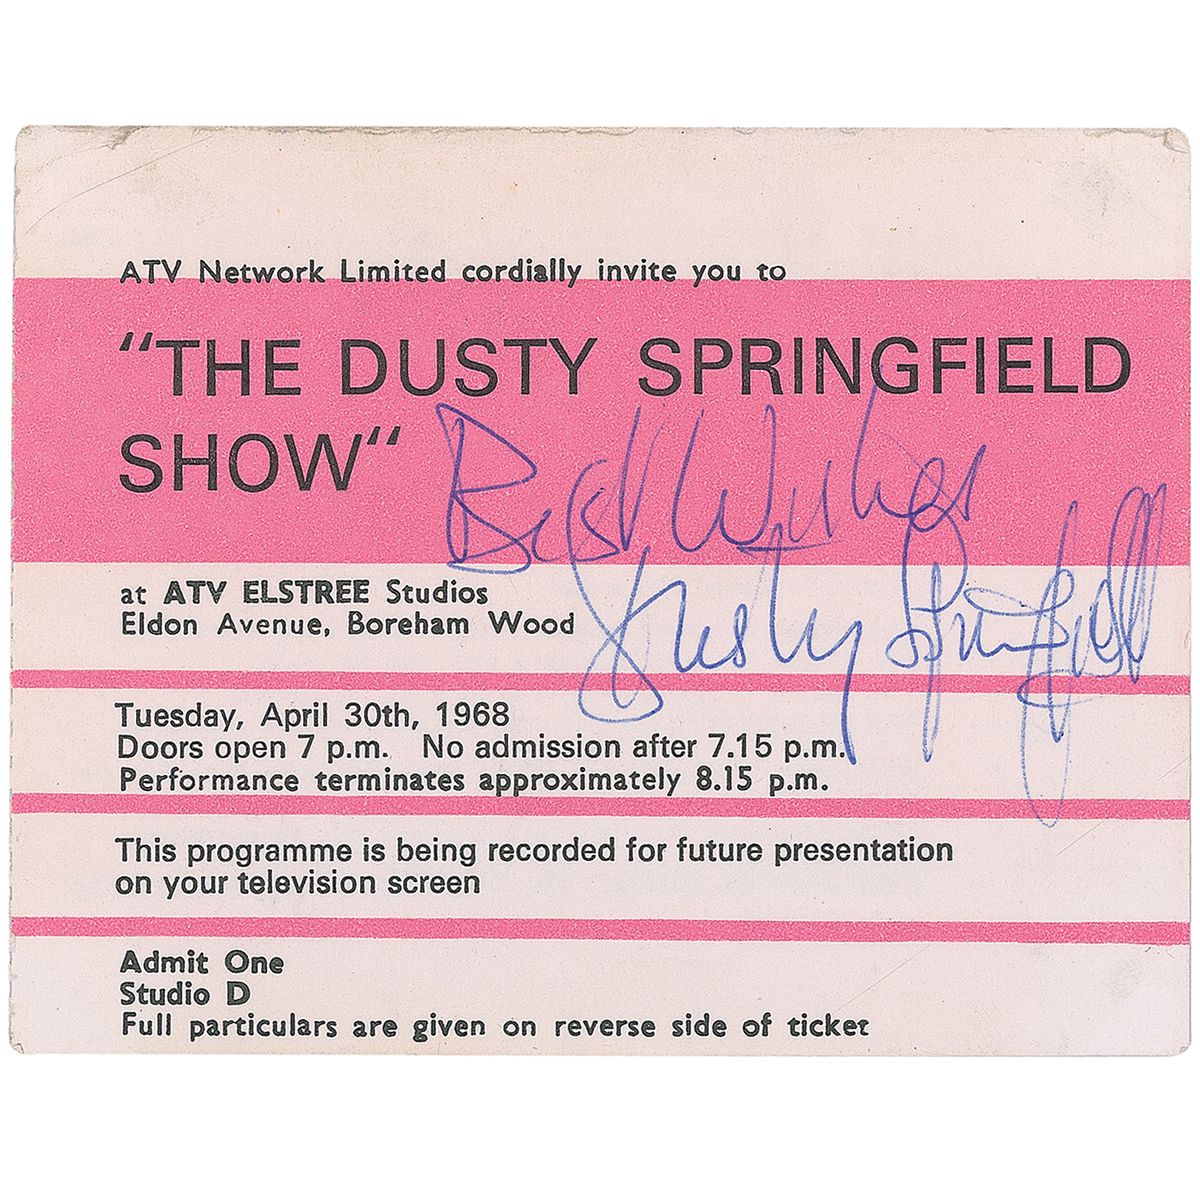 ATV Network Limited cordially invite you to
"THE DUSTY SPRINGFIELD
SHOW"
Best Wishes
Dusty Springfield
at ATV ELSTREE Studios
Eldon Avenue, Boreham Wood
Tuesday, April 30th, 1968
Doors open 7 p.m. No admission after 7.15 p.m.
Performance terminates approximately 8.15 p.m.
This programme is being recorded for future presentation
on your television screen
Admit One
Studio D
Full particulars are given on reverse side of ticket